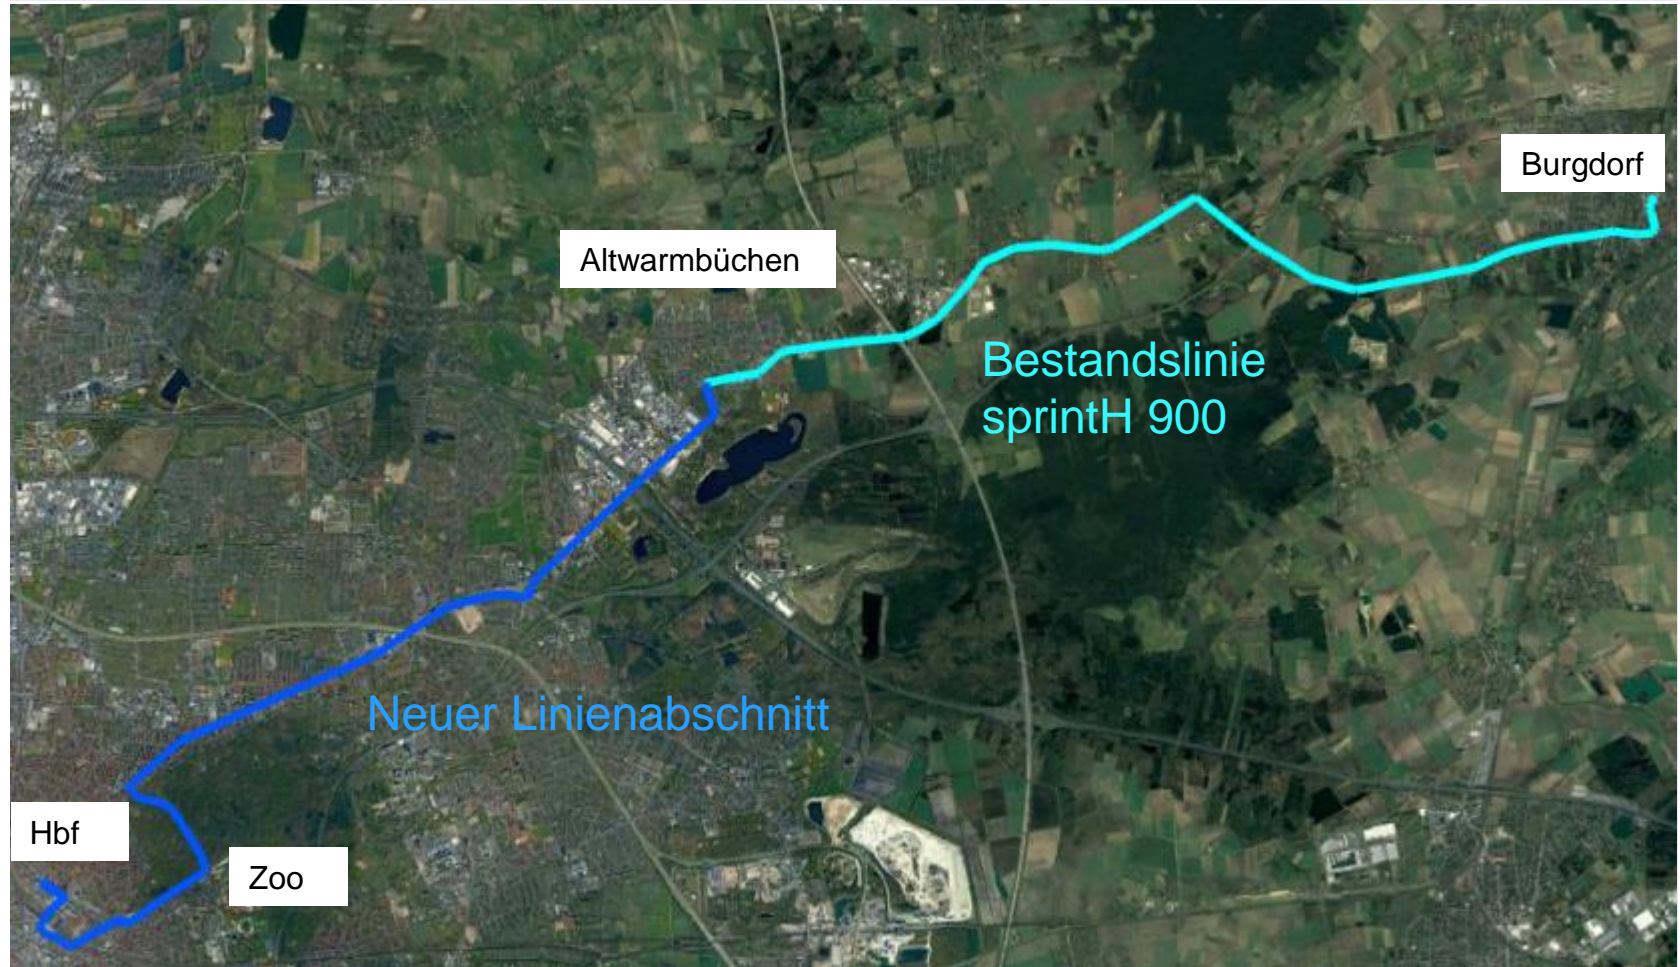 Burgdorf
Altwarmbüchen
Bestandslinie
sprintH 900
Neuer Linienabschnitt
Hbf
Zoo